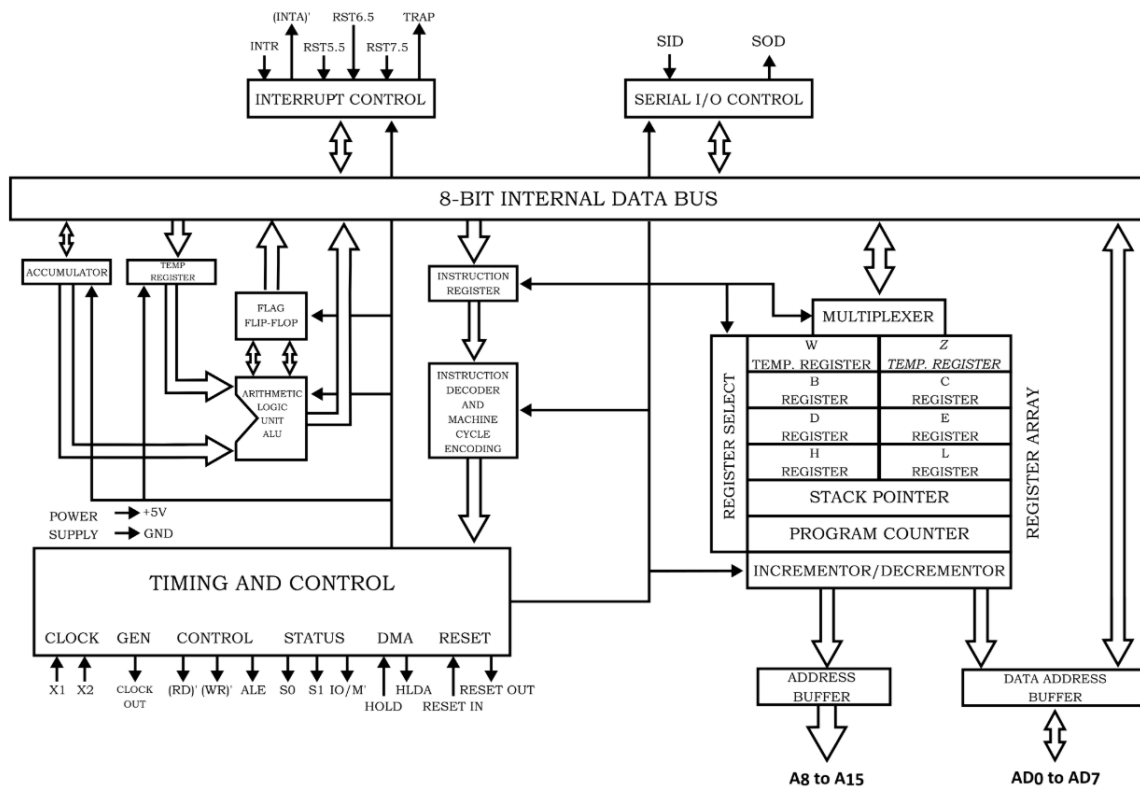 (INTA)'
RST6.5
TRAP
INTR
RST5.5
RST7.5
SID
SOD
INTERRUPT CONTROL
SERIAL I/O CONTROL
8-BIT INTERNAL DATA BUS
ACCUMULATOR
TEMP
REGISTER
FLAG
FLIP-FLOP
ARITHMETIC
LOGIC
UNIT
ALU
INSTRUCTION
REGISTER
INSTRUCTION
DECODER
AND
MACHINE
CYCLE
ENCODING
MULTIPLEXER
REGISTER SELECT
W
TEMP. REGISTER
Z
TEMP. REGISTER
B
REGISTER
C
REGISTER
D
REGISTER
E
REGISTER
H
REGISTER
L
REGISTER
STACK POINTER
PROGRAM COUNTER
INCREMENTOR/DECREMENTOR
REGISTER ARRAY
POWER
SUPPLY
+5V
GND
TIMING AND CONTROL
CLOCK GEN CONTROL STATUS DMA RESET
X1 X2
CLOCK
OUT
(RD)' (WR)' ALE S0 S1 IO/M'
HOLD
HLDA
RESET IN
RESET OUT
ADDRESS
BUFFER
DATA ADDRESS
BUFFER
A8 to A15
AD0 to AD7